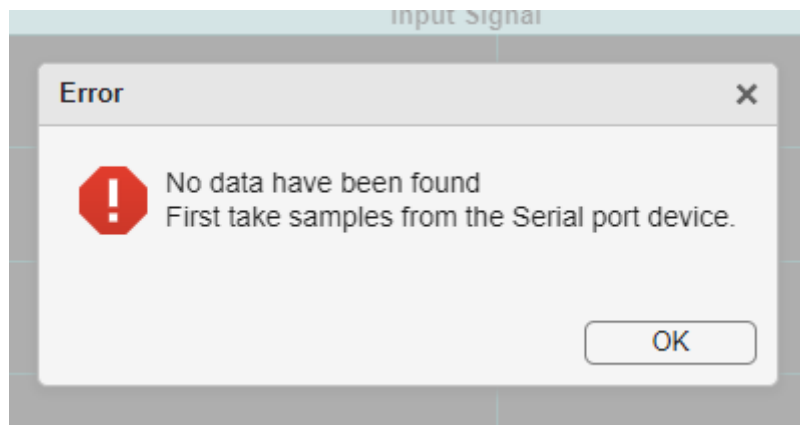 Input Signal
Error
No data have been found
First take samples from the Serial port device.
OK